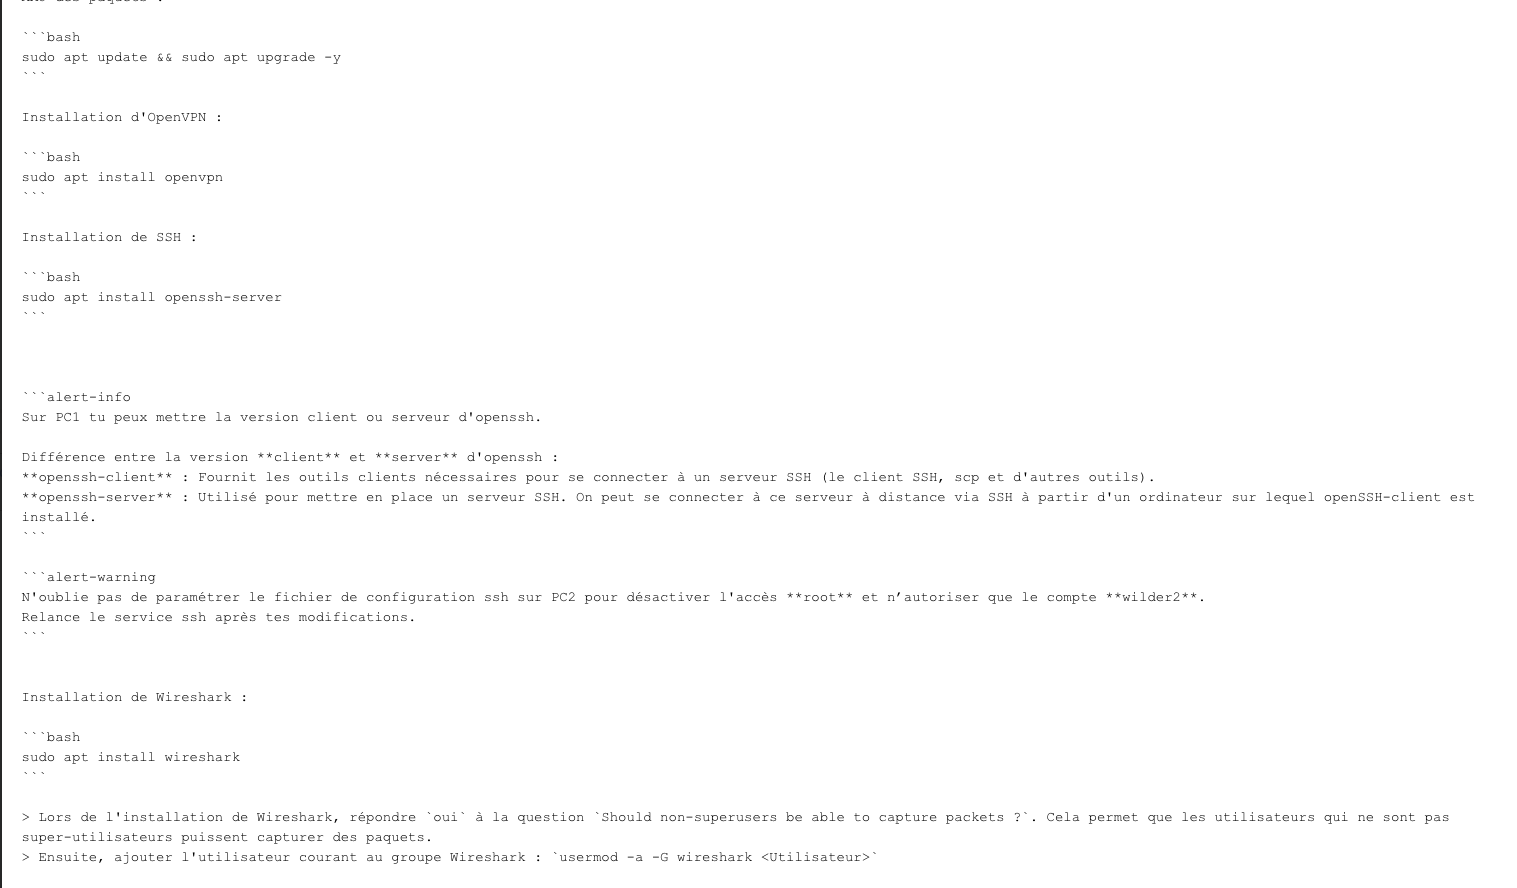 ```bash
sudo apt update && sudo apt upgrade -y
```
Installation d'OpenVPN :
```bash
sudo apt install openvpn
```
Installation de SSH :
```bash
sudo apt install openssh-server
```
```alert-info
Sur PC1 tu peux mettre la version client ou serveur d'openssh.
Différence entre la version **client** et **server** d'openssh :
**openssh-client** : Fournit les outils clients nécessaires pour se connecter à un serveur SSH (le client SSH, scp et d'autres outils).
**openssh-server** : Utilisé pour mettre en place un serveur SSH. On peut se connecter à ce serveur à distance via SSH à partir d'un ordinateur sur lequel openSSH-client est
installé.
```
```alert-warning
N'oublie pas de paramétrer le fichier de configuration ssh sur PC2 pour désactiver l'accès **root** et n’autoriser que le compte **wilder2**.
Relance le service ssh après tes modifications.
```
Installation de Wireshark :
```bash
sudo apt install wireshark
```
> Lors de l'installation de Wireshark, répondre `oui` à la question `Should non-superusers be able to capture packets ?`. Cela permet que les utilisateurs qui ne sont pas
super-utilisateurs puissent capturer des paquets.
> Ensuite, ajouter l'utilisateur courant au groupe Wireshark : `usermod -a -G wireshark <Utilisateur>`